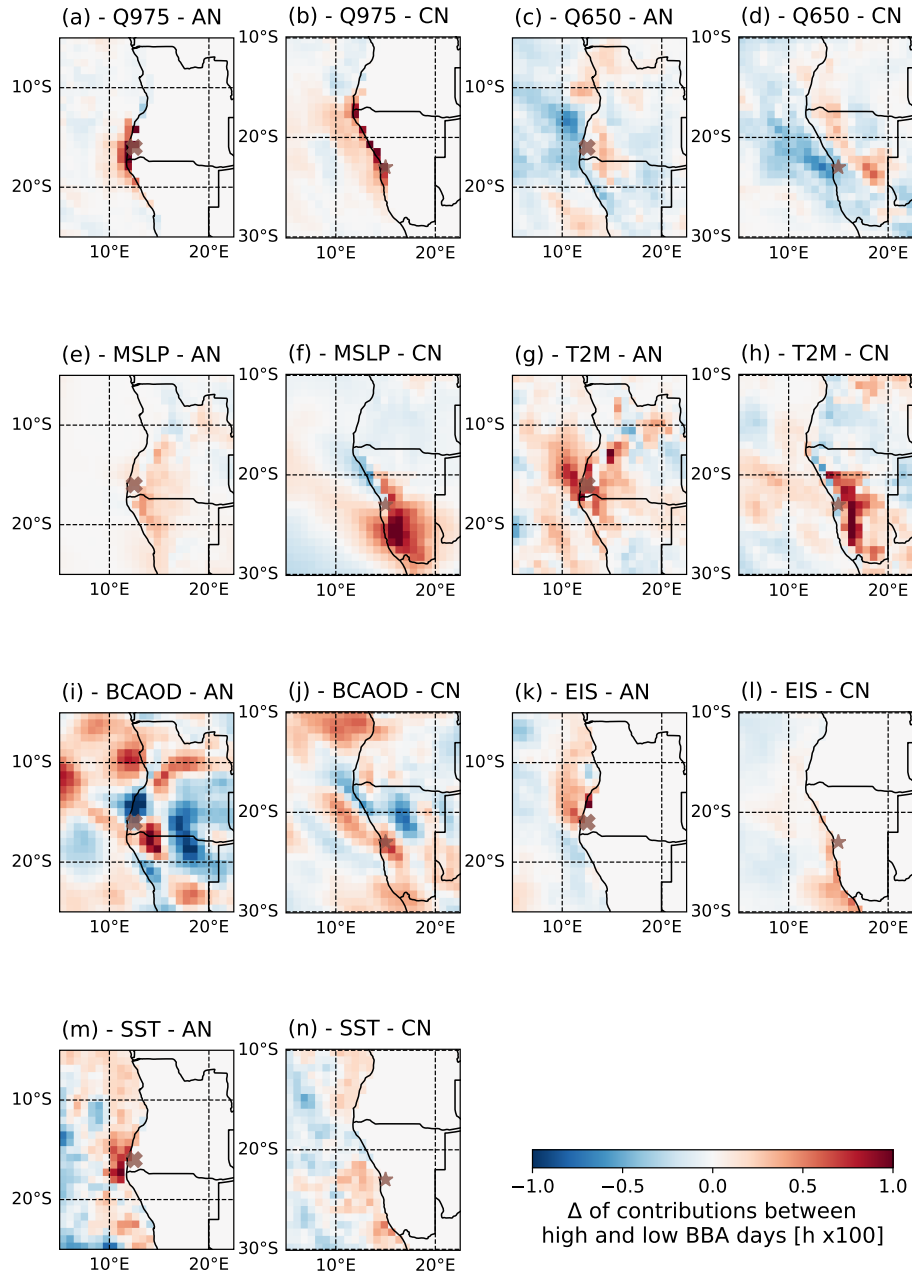 (a) - Q975 - AN
(b) - Q975 - CN
(c) - Q650 - AN
(d) - Q650 - CN
10°S
20°S
10°E 20°E
10°S
20°S
30°S
10°E 20°E
10°S
20°S
10°E 20°E
10°S
20°S
30°S
10°E 20°E
(e) - MSLP - AN
(f) - MSLP - CN
(g) - T2M - AN
(h) - T2M - CN
10°S
20°S
10°E 20°E
10°S
20°S
30°S
10°E 20°E
10°S
20°S
10°E 20°E
10°S
20°S
30°S
10°E 20°E
(i) - BCAOD - AN
(j) - BCAOD - CN
(k) - EIS - AN
(l) - EIS - CN
10°S
20°S
10°E 20°E
10°S
20°S
30°S
10°E 20°E
10°S
20°S
10°E 20°E
10°S
20°S
30°S
10°E 20°E
(m) - SST - AN
(n) - SST - CN
10°S
20°S
10°E 20°E
10°S
20°S
30°S
10°E 20°E
−1.0 −0.5 0.0 0.5 1.0
Δ of contributions between
high and low BBA days [h x100]